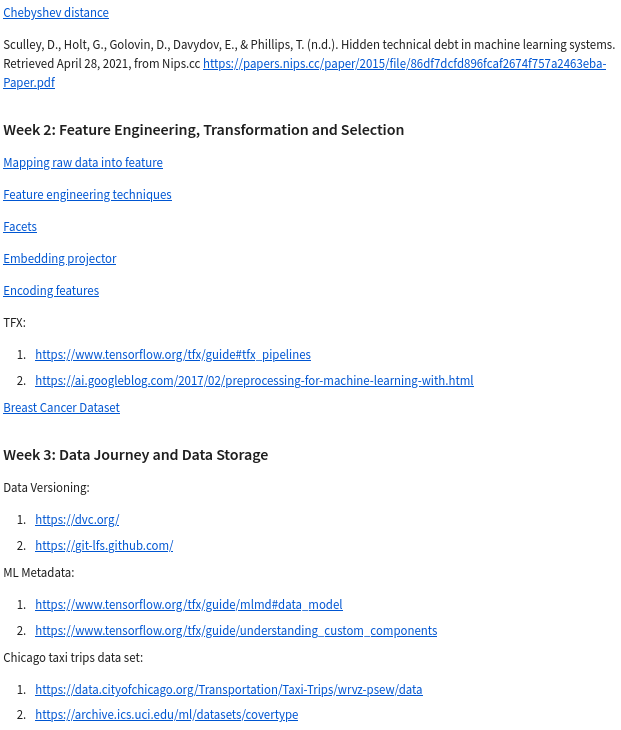 Chebyshev distance
Sculley, D., Holt, G., Golovin, D., Davydov, E., & Phillips, T. (n.d.). Hidden technical debt in machine learning systems.
Retrieved April 28, 2021, from Nips.cc https://papers.nips.cc/paper/2015/file/86df7dcfd896fcaf2674f757a2463eba-
Paper.pdf
Week 2: Feature Engineering, Transformation and Selection
Mapping raw data into feature
Feature engineering techniques
Facets
Embedding projector
Encoding features
TFX:
1. https://www.tensorflow.org/tfx/guide#tfx_pipelines
2. https://ai.googleblog.com/2017/02/preprocessing-for-machine-learning-with.html
Breast Cancer Dataset
Week 3: Data Journey and Data Storage
Data Versioning:
1. https://dvc.org/
2. https://git-lfs.github.com/
ML Metadata:
1. https://www.tensorflow.org/tfx/guide/mlmd#data_model
2. https://www.tensorflow.org/tfx/guide/understanding_custom_components
Chicago taxi trips data set:
1. https://data.cityofchicago.org/Transportation/Taxi-Trips/wrvz-psew/data
2. https://archive.ics.uci.edu/ml/datasets/covertype